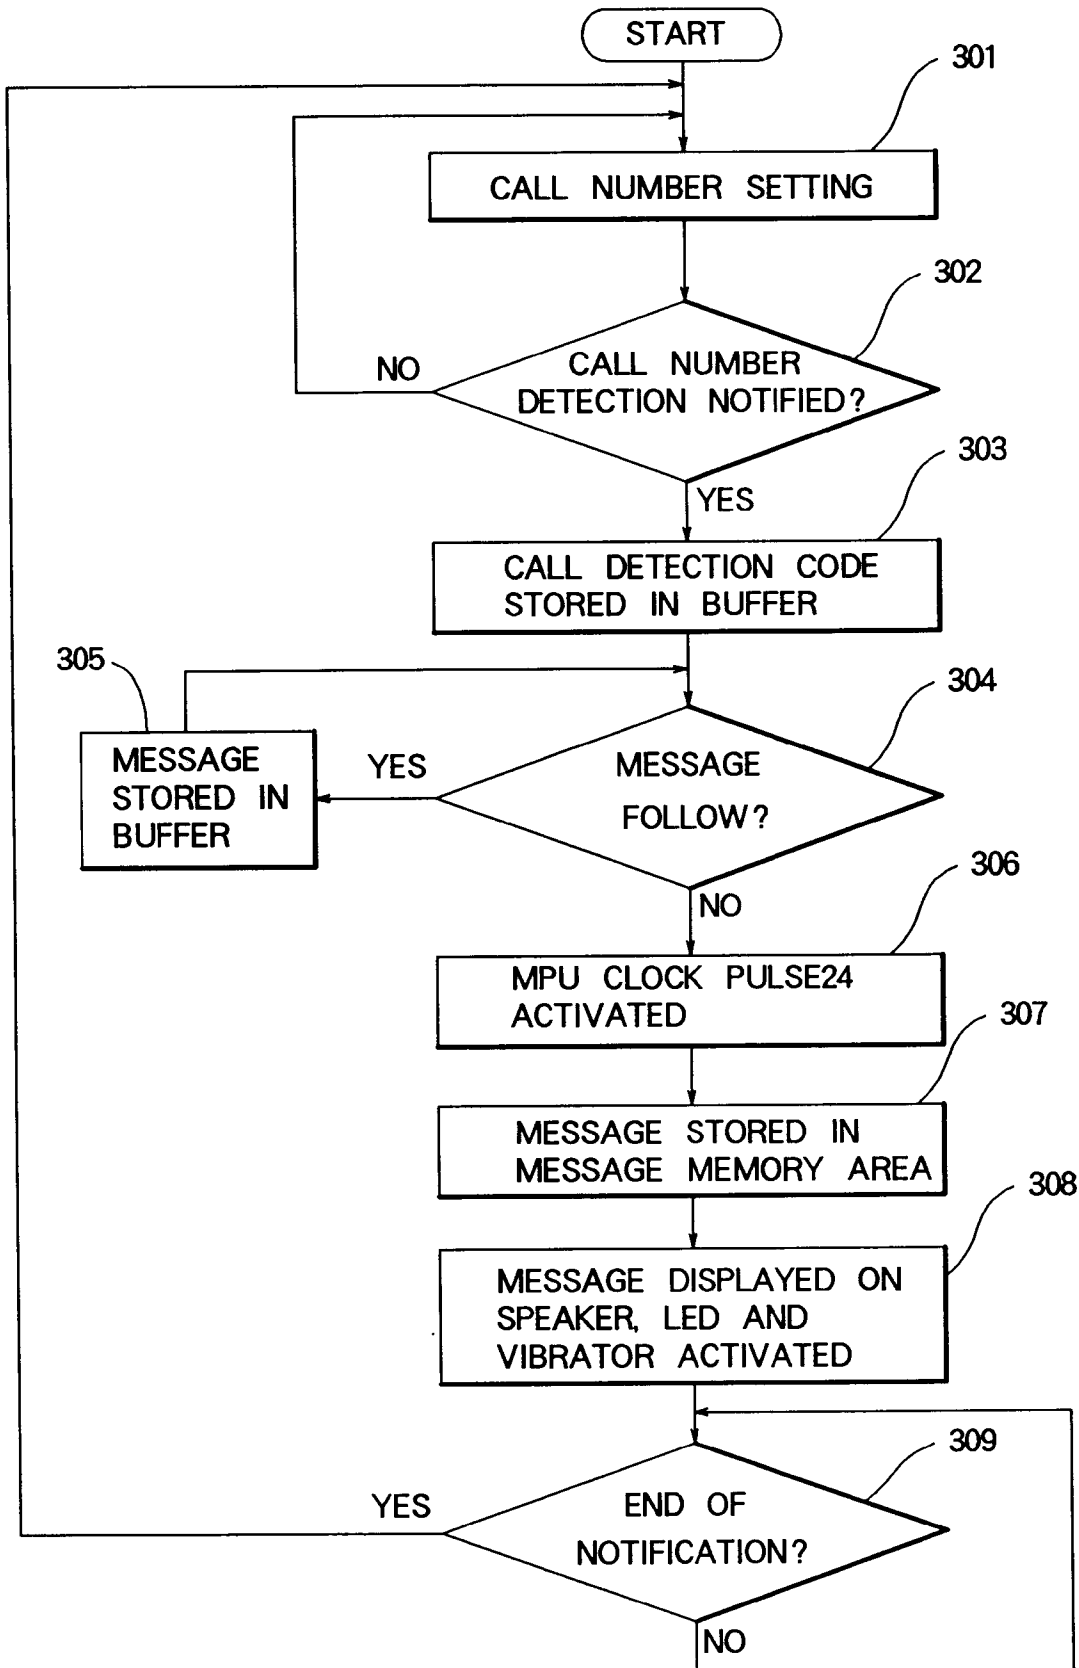 START
301
CALL NUMBER SETTING
302
CALL NUMBER
DETECTION NOTIFIED?
NO
YES
303
CALL DETECTION CODE
STORED IN BUFFER
305
304
MESSAGE
FOLLOW?
YES
MESSAGE
STORED IN
BUFFER
NO
306
MPU CLOCK PULSE24
ACTIVATED
307
MESSAGE STORED IN
MESSAGE MEMORY AREA
308
MESSAGE DISPLAYED ON
SPEAKER, LED AND
VIBRATOR ACTIVATED
309
YES
END OF
NOTIFICATION?
NO